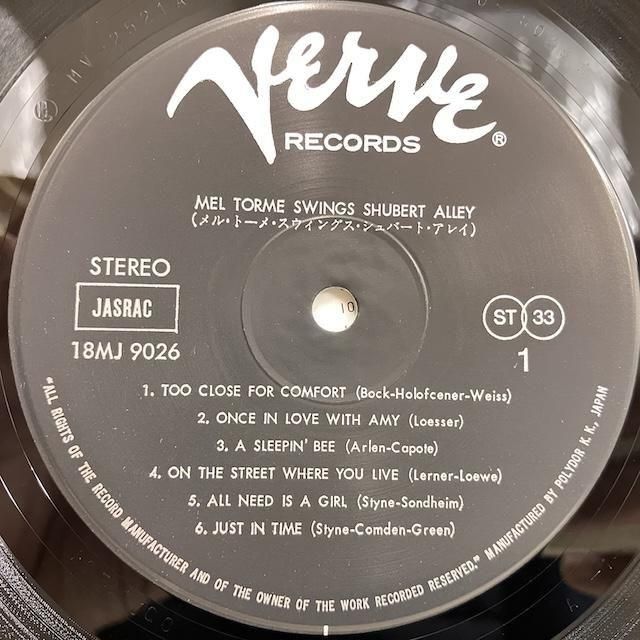 Verve
RECORDS ®
MEL TORME SWINGS SHUBERT ALLEY
(メル・トーメ・スウイングス・シュバート・アレイ)
STEREO
JASRAC
18MJ 9026
ST 33
1
10
1. TOO CLOSE FOR COMFORT (Bock-Holofcener-Weiss)
2. ONCE IN LOVE WITH AMY (Loesser)
3. A SLEEPIN' BEE (Arlen-Capote)
4. ON THE STREET WHERE YOU LIVE (Lerner-Loewe)
5. ALL NEED IS A GIRL (Styne-Sondheim)
6. JUST IN TIME (Styne-Comden-Green)
"ALL RIGHTS OF THE RECORD MANUFACTURER AND OF THE OWNER OF THE WORK RECORDED RESERVED." MANUFACTURED BY POLYDOR K.K., JAPAN